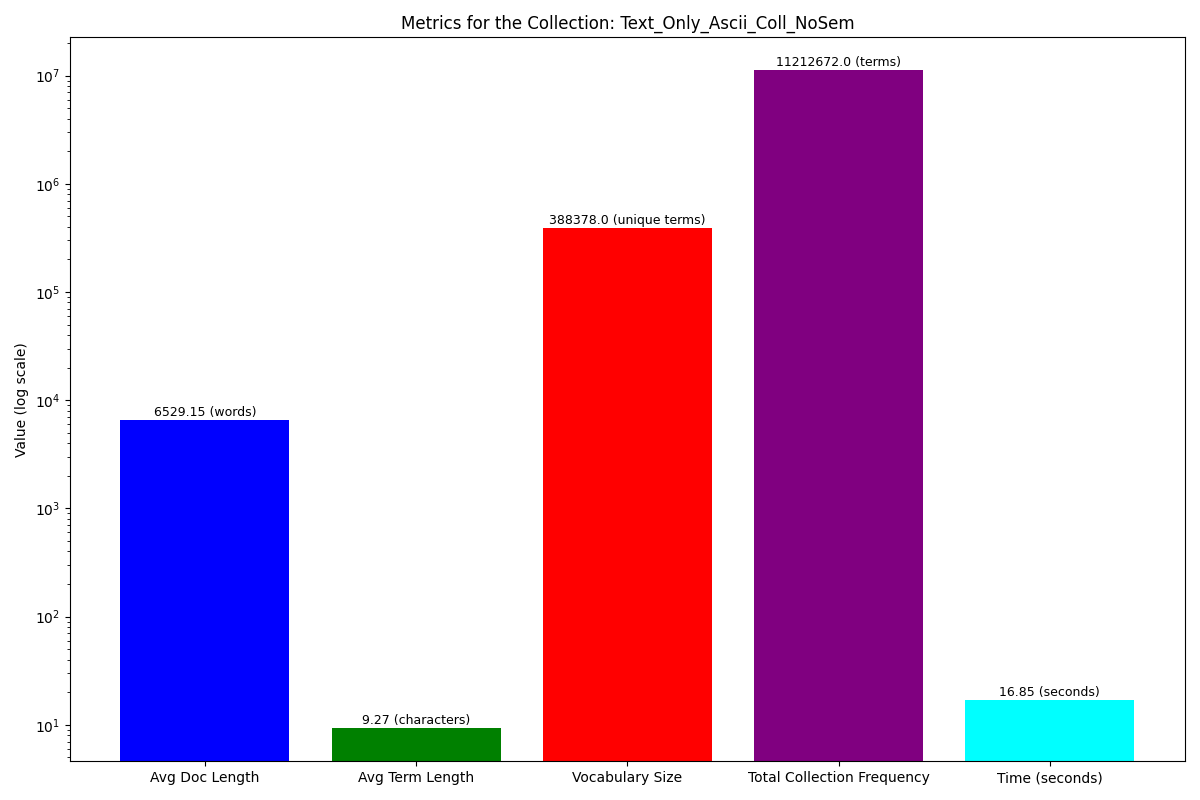 Metrics for the Collection: Text_Only_Ascii_Coll_NoSem
Value (log scale)
10^7
10^6
10^5
10^4
10^3
10^2
10^1
6529.15 (words)
9.27 (characters)
388378.0 (unique terms)
11212672.0 (terms)
16.85 (seconds)
Avg Doc Length
Avg Term Length
Vocabulary Size
Total Collection Frequency
Time (seconds)